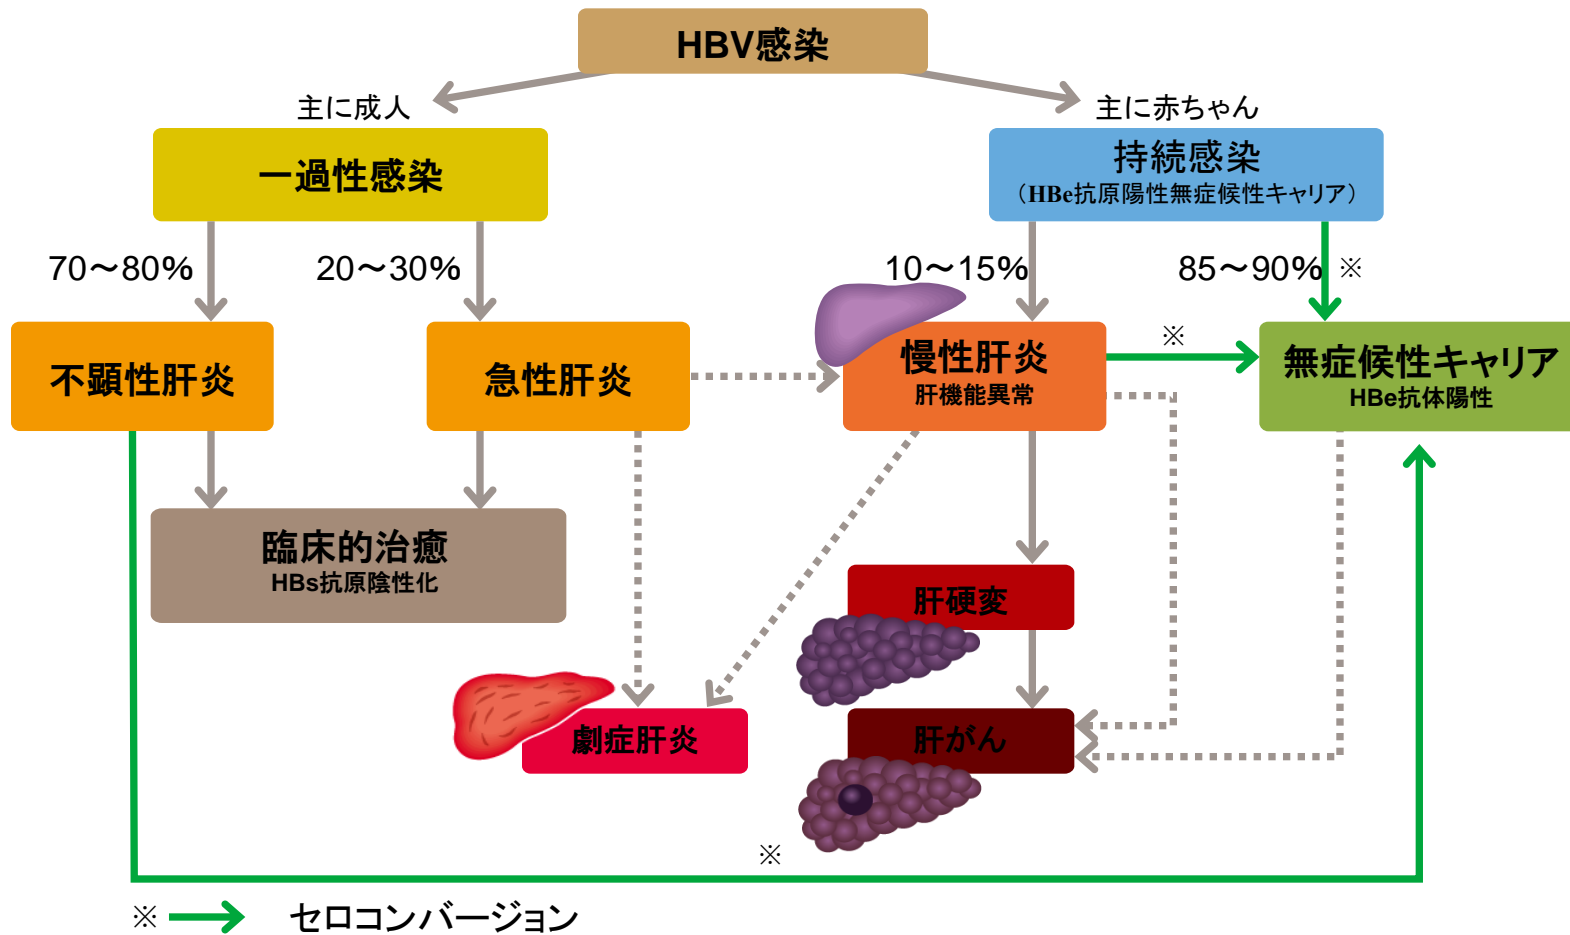 HBV感染
主に成人
主に赤ちゃん
一過性感染
持続感染
（HBe抗原陽性無症候性キャリア）
70～80%
20～30%
10～15%
85～90% ※
不顕性肝炎
急性肝炎
慢性肝炎
肝機能異常
※
無症候性キャリア
HBe抗体陽性
臨床的治癒
HBs抗原陰性化
肝硬変
劇症肝炎
肝がん
※
※ セロコンバージョン